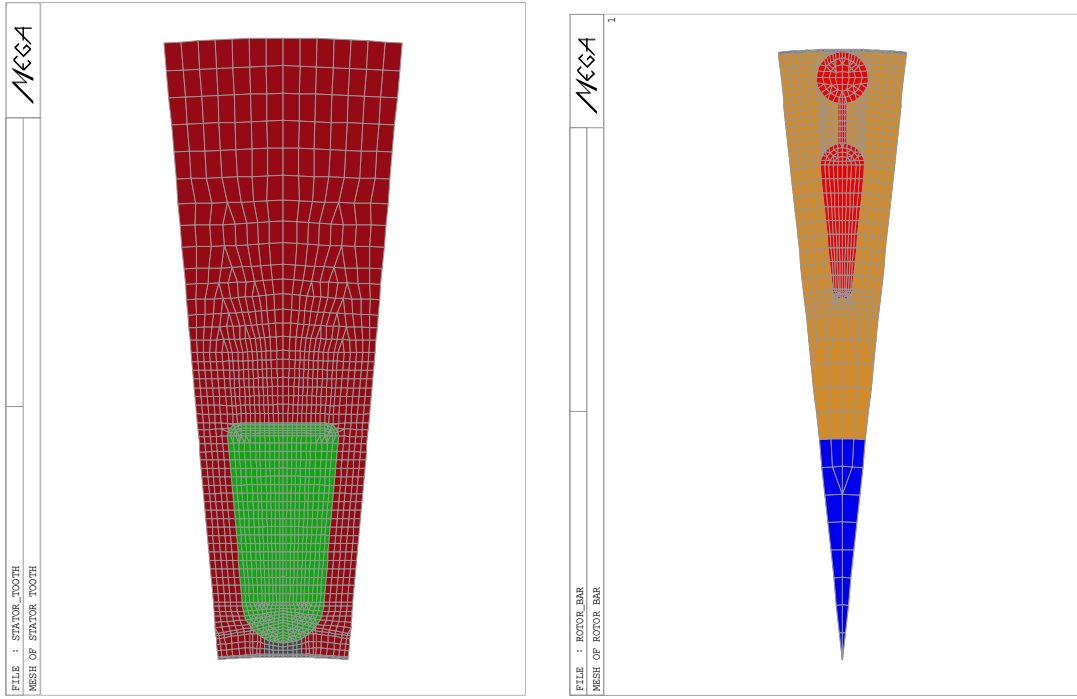 MEGA
FILE : STATOR_TOOTH
MESH OF STATOR TOOTH
MEGA
1
FILE : ROTOR_BAR
MESH OF ROTOR BAR